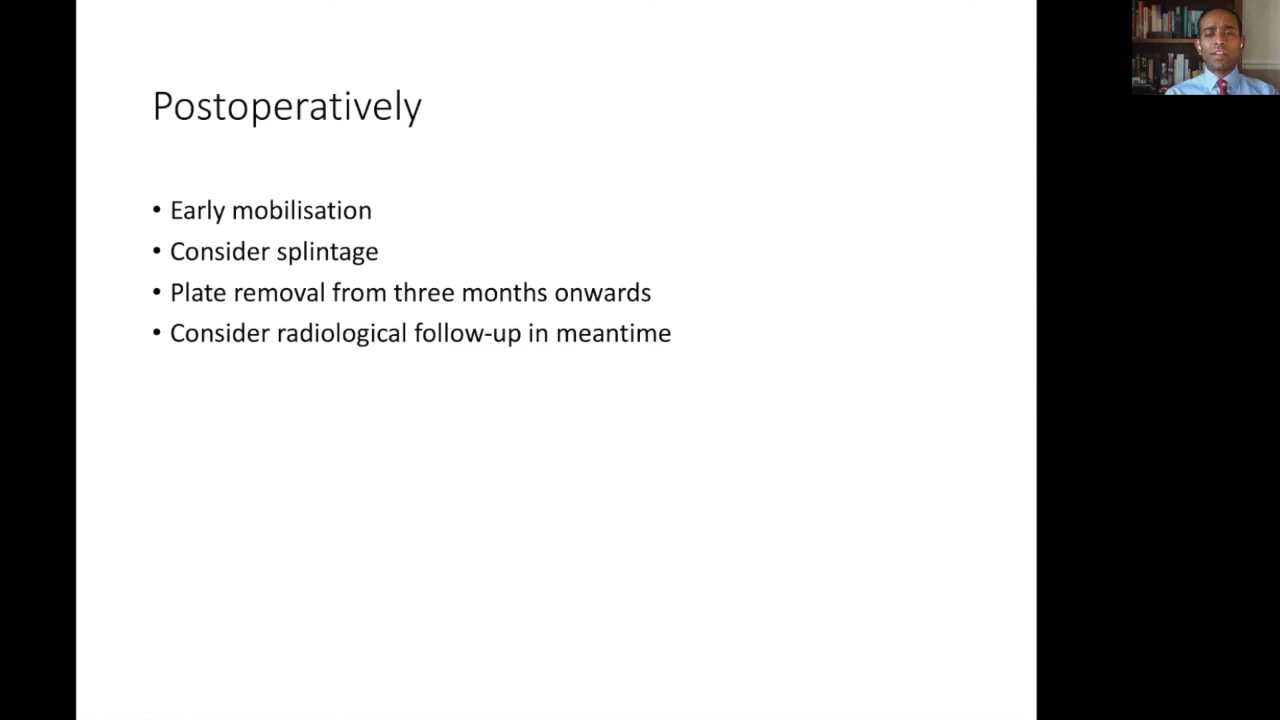 Postoperatively
• Early mobilisation
• Consider splintage
• Plate removal from three months onwards
• Consider radiological follow-up in meantime